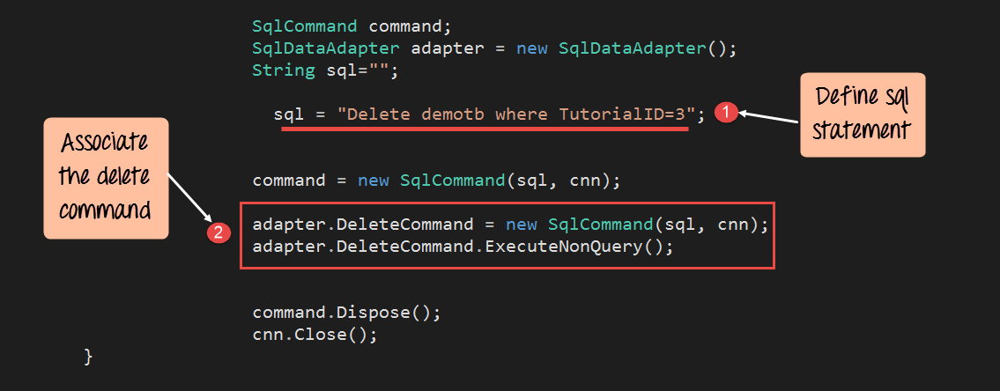 SqlCommand command;
SqlDataAdapter adapter = new SqlDataAdapter();
String sql="";
sql = "Delete demotb where TutorialID=3";
1
Define sql
statement
Associate
the delete
command
command = new SqlCommand(sql, cnn);
2
adapter.DeleteCommand = new SqlCommand(sql, cnn);
adapter.DeleteCommand.ExecuteNonQuery();
command.Dispose();
cnn.Close();
}